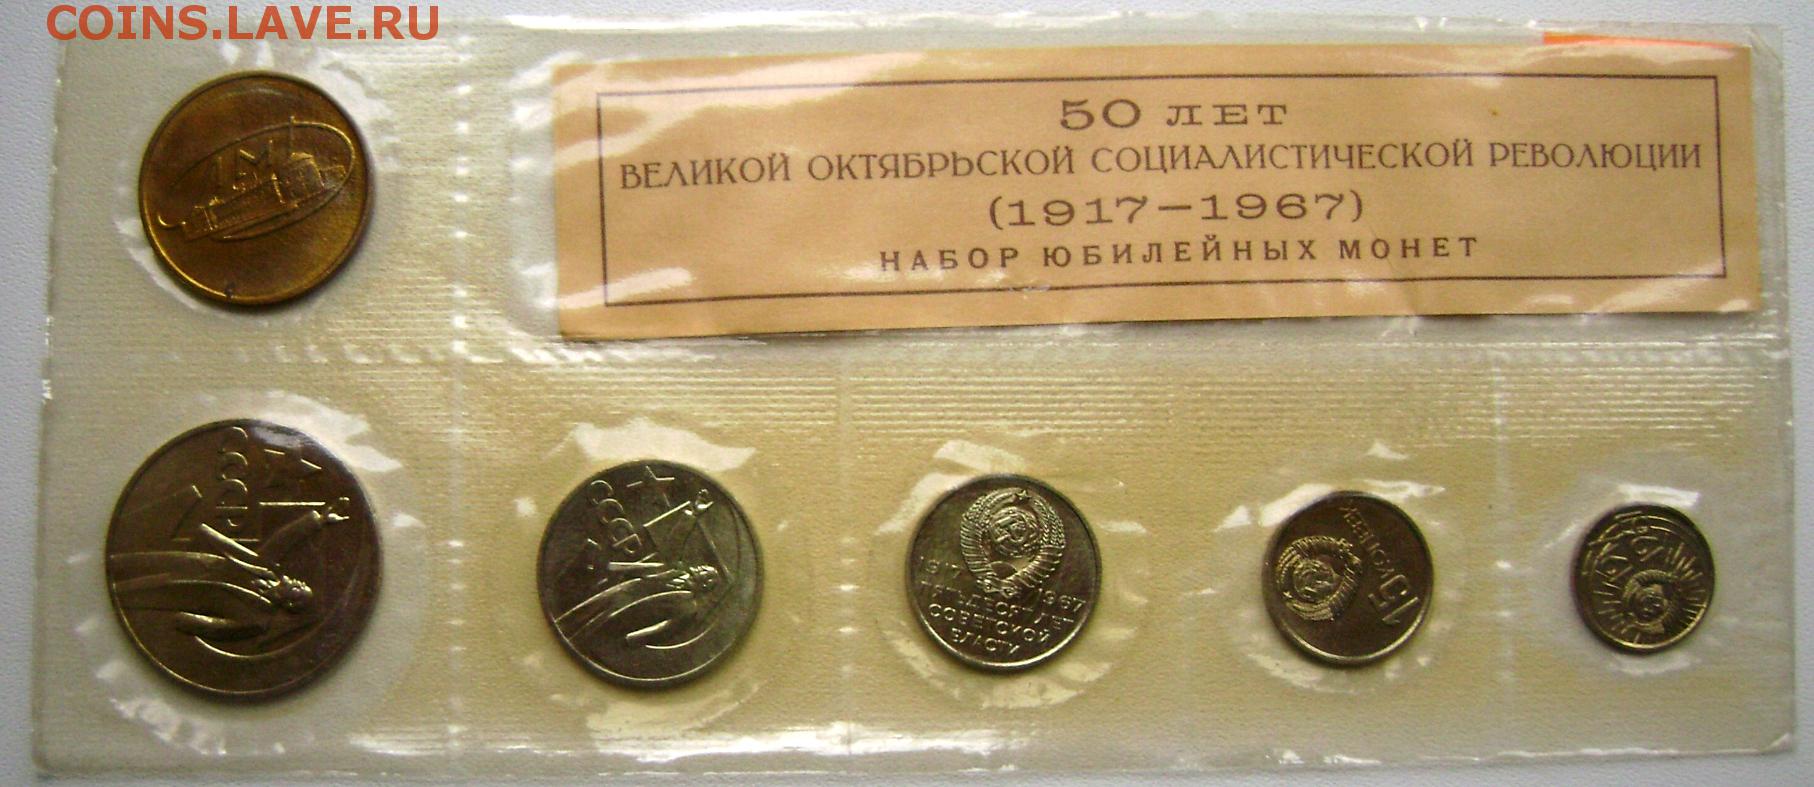 COINS.LAVE.RU
50 ЛЕТ
ВЕЛИКОЙ ОКТЯБРЬСКОЙ СОЦИАЛИСТИЧЕСКОЙ РЕВОЛЮЦИИ
(1917–1967)
НАБОР ЮБИЛЕЙНЫХ МОНЕТ
ЛМД
СССР
СССР
1917 1967
ПЯТЬДЕСЯТ ЛЕТ
СОВЕТСКОЙ
ВЛАСТИ
15
КОПЕЕК